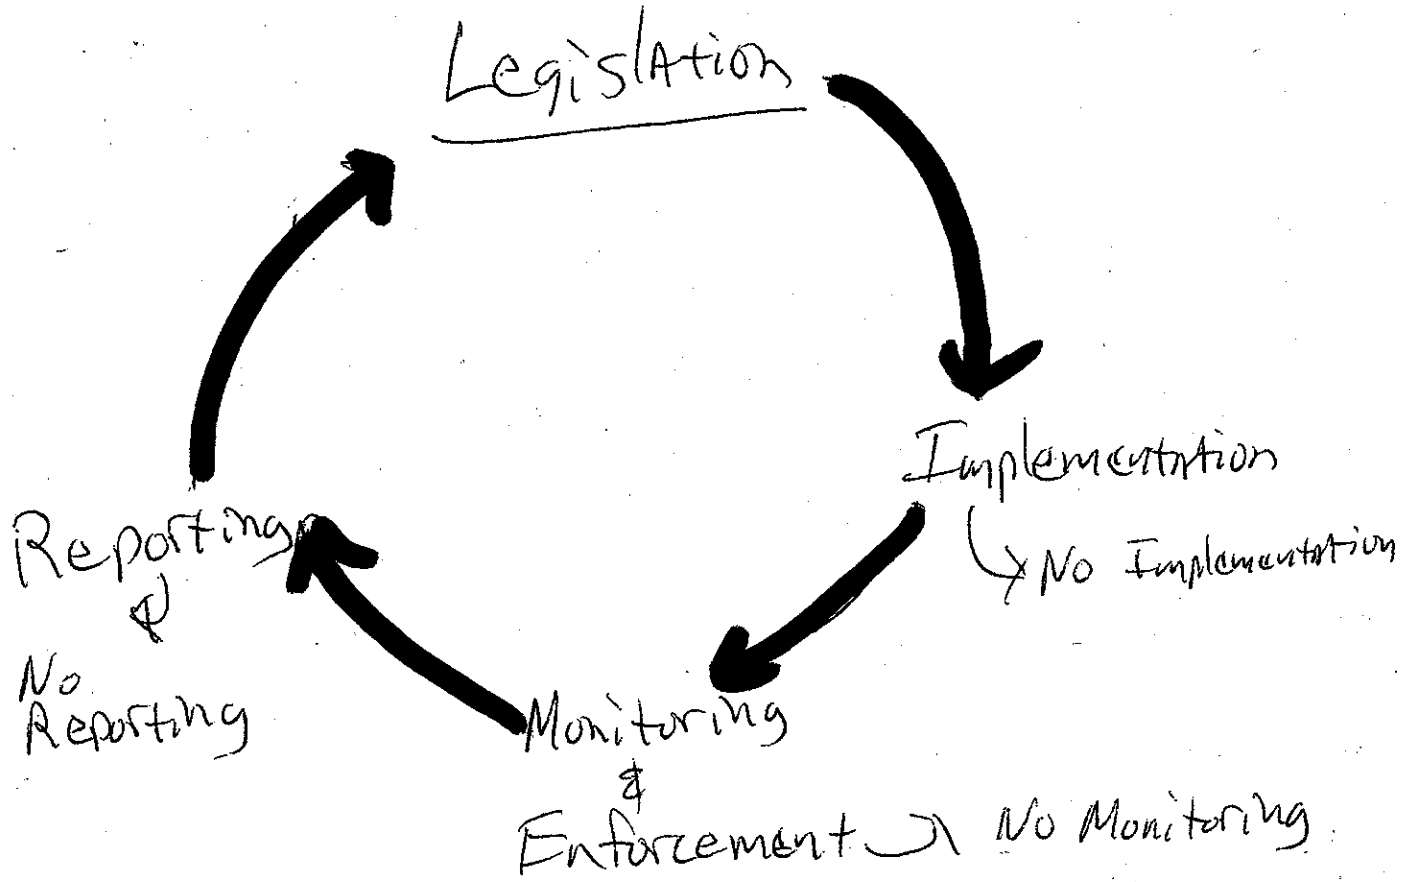 Legislation
Implementation
No Implementation
Monitoring
&
Enforcement
No Monitoring
Reporting
No
Reporting